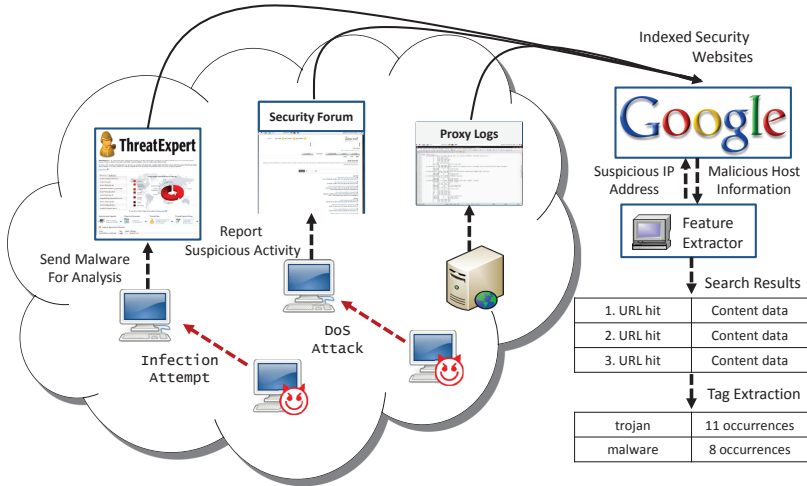 Indexed Security
Websites
Google
ThreatExpert
Security Forum
Proxy Logs
Suspicious IP
Address
Malicious Host
Information
Feature
Extractor
Report
Suspicious Activity
Send Malware
For Analysis
Search Results
1. URL hit Content data
2. URL hit Content data
3. URL hit Content data
DoS
Attack
Infection
Attempt
Tag Extraction
trojan 11 occurrences
malware 8 occurrences